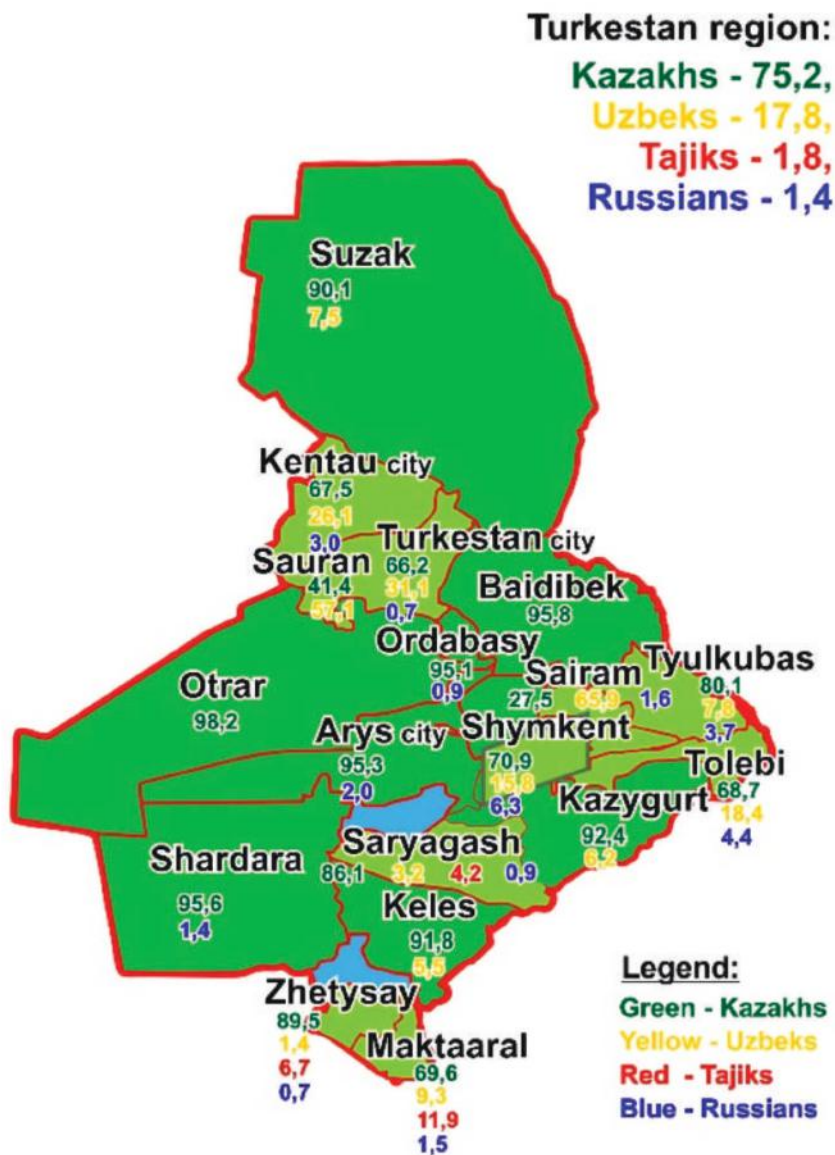 Turkestan region:
Kazakhs - 75,2,
Uzbeks - 17,8,
Tajiks - 1,8,
Russians - 1,4
Suzak
90,1
7,5
Kentau city
67,5
26,1
3,0
Turkestan city
66,2
31,1
0,7
Sauran
41,4
57,1
Baidibek
95,8
Ordabasy
95,1
0,9
Sairam
27,5 65,9 1,6
Tyulkubas
80,1
7,8
3,7
Otrar
98,2
Arys city
95,3
2,0
Shymkent
70,9
15,8
6,3
Tolebi
68,7
18,4
4,4
Kazygurt
92,4
6,2
Saryagash
86,1 3,2 4,2 0,9
Shardara
95,6
1,4
Keles
91,8
5,5
Zhetysay
89,5
1,4
6,7
0,7
Maktaaral
69,6
9,3
11,9
1,5
Legend:
Green - Kazakhs
Yellow - Uzbeks
Red - Tajiks
Blue - Russians